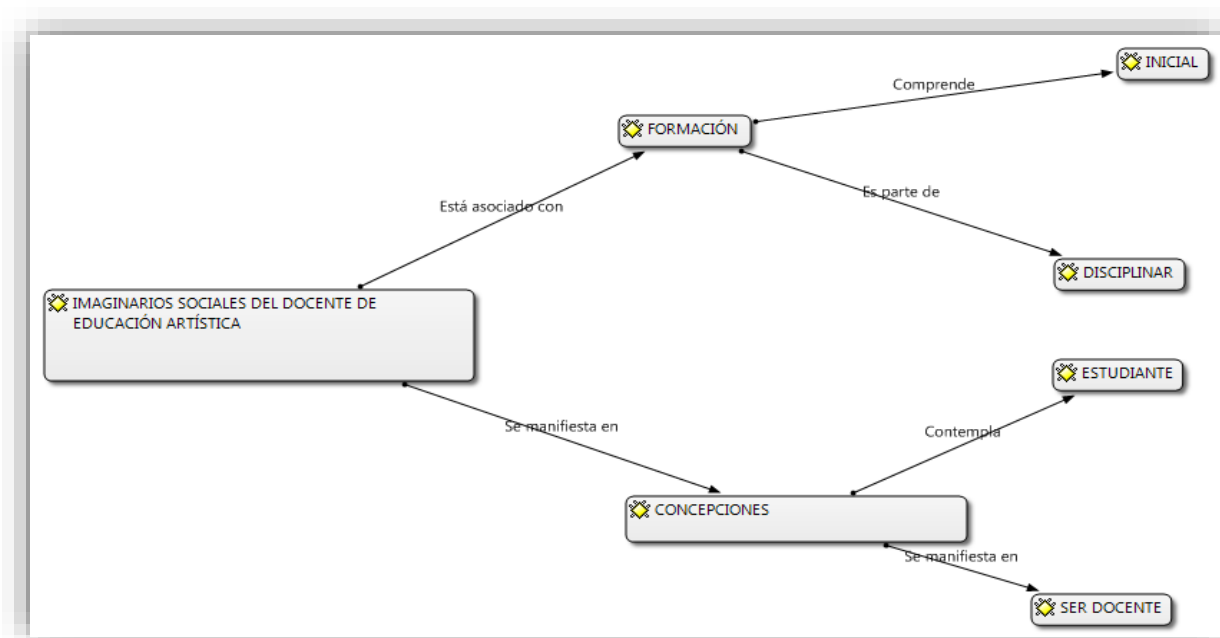 INICIAL
Comprende
FORMACIÓN
Es parte de
Está asociado con
DISCIPLINAR
IMAGINARIOS SOCIALES DEL DOCENTE DE
EDUCACIÓN ARTÍSTICA
ESTUDIANTE
Se manifiesta en
Contempla
CONCEPCIONES
Se manifiesta en
SER DOCENTE